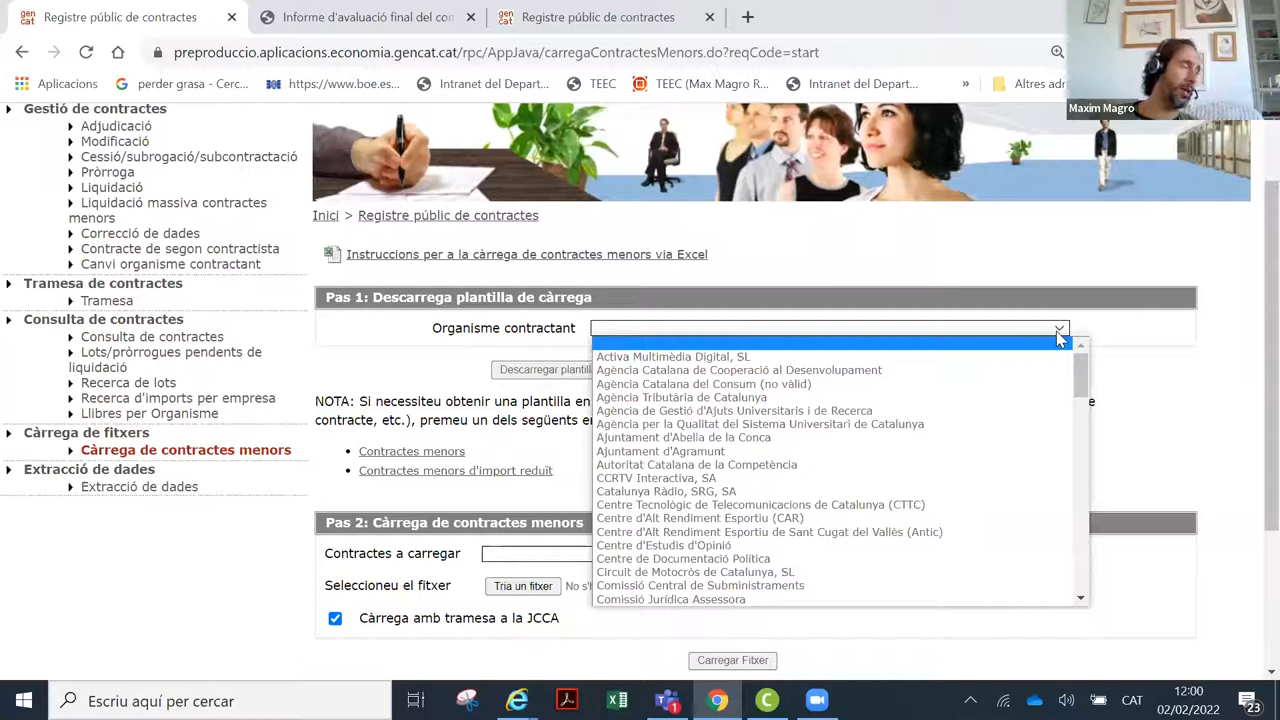 gen
cat
Registre públic de contractes
Informe d'avaluació final del con
gen
cat
Registre públic de contractes
preproduccio.aplicacions.economia.gencat.cat/rpc/AppJava/carregaContractesMenors.do?reqCode=start
Aplicacions
perder grasa - Cerc...
https://www.boe.es...
Intranet del Depart...
TEEC
TEEC (Max Magro R...
Intranet del Depart...
»
Altres adr
Maxim Magro
Gestió de contractes
Adjudicació
Modificació
Cessió/subrogació/subcontractació
Pròrroga
Liquidació
Liquidació massiva contractes
menors
Correcció de dades
Contracte de segon contractista
Canvi organisme contractant
Tramesa de contractes
Tramesa
Consulta de contractes
Consulta de contractes
Lots/pròrrogues pendents de
liquidació
Recerca de lots
Recerca d'imports per empresa
Llibres per Organisme
Càrrega de fitxers
Càrrega de contractes menors
Extracció de dades
Extracció de dades
Inici > Registre públic de contractes
Instruccions per a la càrrega de contractes menors via Excel
Pas 1: Descarrega plantilla de càrrega
Organisme contractant
Activa Multimèdia Digital, SL
Agència Catalana de Cooperació al Desenvolupament
Agència Catalana del Consum (no vàlid)
Agència Tributària de Catalunya
Agència de Gestió d'Ajuts Universitaris i de Recerca
Agència per la Qualitat del Sistema Universitari de Catalunya
Ajuntament d'Abella de la Conca
Ajuntament d'Agramunt
Autoritat Catalana de la Competència
CCRTV Interactiva, SA
Catalunya Ràdio, SRG, SA
Centre Tecnològic de Telecomunicacions de Catalunya (CTTC)
Centre d'Alt Rendiment Esportiu (CAR)
Centre d'Alt Rendiment Esportiu de Sant Cugat del Vallès (Antic)
Centre d'Estudis d'Opinió
Centre de Documentació Política
Circuit de Motocròs de Catalunya, SL
Comissió Central de Subministraments
Comissió Jurídica Assessora
Descarregar plantill
NOTA: Si necessiteu obtenir una plantilla en
contracte, etc.), premeu un dels següents e
Contractes menors
Contractes menors d'import reduït
Pas 2: Càrrega de contractes menors
Contractes a carregar
Seleccioneu el fitxer
Tria un fitxer
No s'h
Càrrega amb tramesa a la JCCA
Carregar Fitxer
Escriu aquí per cercar
CAT
12:00
02/02/2022
23